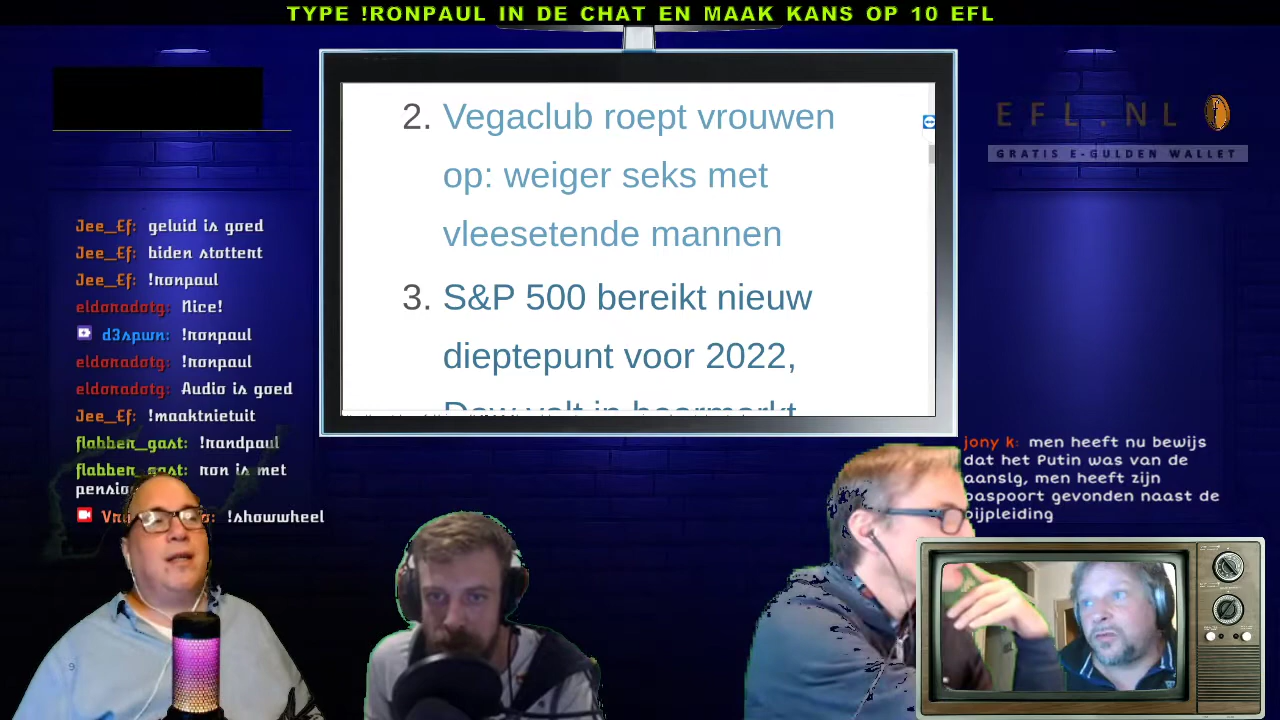 TYPE !RONPAUL IN DE CHAT EN MAAK KANS OP 10 EFL
2. Vegaclub roept vrouwen
op: weiger seks met
vleesetende mannen
3. S&P 500 bereikt nieuw
dieptepunt voor 2022,
EFL.NL
GRATIS E-GULDEN WALLET
Jee_Ef: geluid is goed
Jee_Ef: biden stottert
Jee_Ef: !ronpaul
eldoradotg: Nice!
d3spwn: !ronpaul
eldoradotg: !ronpaul
eldoradotg: Audio is goed
Jee_Ef: !maaktnietuit
flabber_gast: !randpaul
flabber_gast: ron is met
pensio
!showwheel
jony k: men heeft nu bewijs
dat het Putin was van de
aanslg, men heeft zijn
paspoort gevonden naast de
pijpleiding